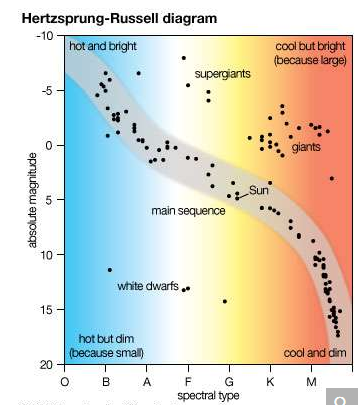 Hertzsprung-Russell diagram
-10
hot and bright
cool but bright
(because large)
supergiants
-5
0
giants
absolute magnitude
Sun
5
main sequence
10
white dwarfs
15
hot but dim
(because small)
cool and dim
20
O B A F G K M
spectral type